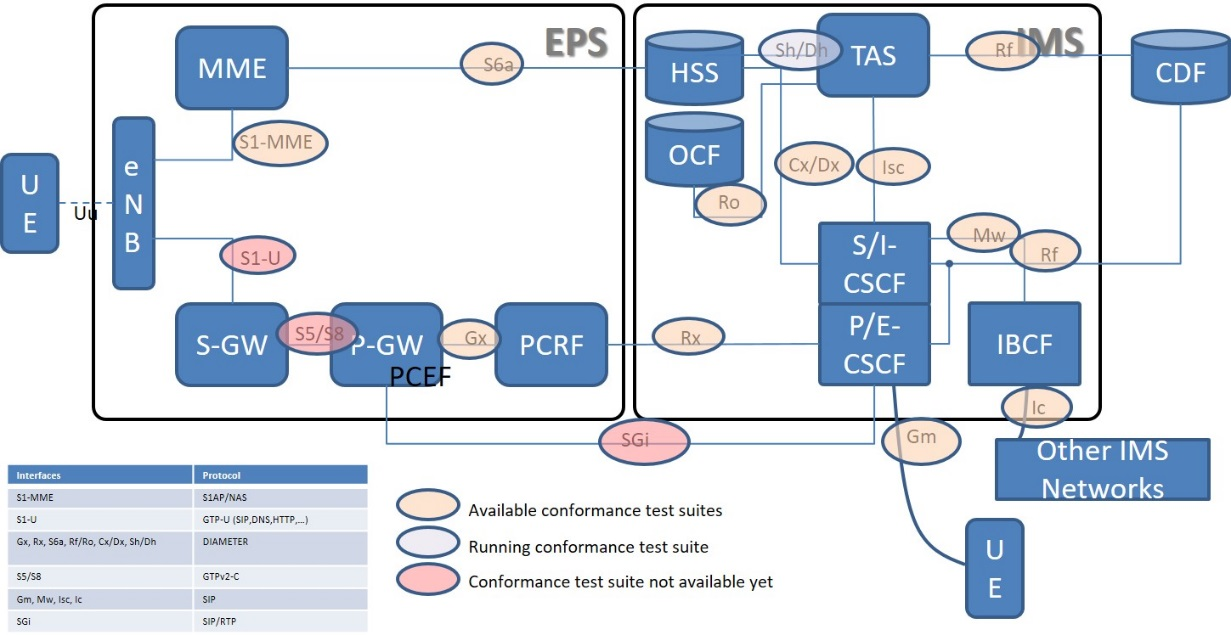 EPS
IMS
MME
S6a
HSS
Sh/Dh
TAS
Rf
CDF
S1-MME
OCF
Cx/Dx
Isc
Ro
U
E
Uu
e
N
B
S1-U
S/I-
CSCF
Mw
Rf
S-GW
S5/S8
P-GW
PCEF
Gx
PCRF
Rx
P/E-
CSCF
IBCF
Ic
SGi
Gm
Other IMS
Networks
Interfaces Protocol
S1-MME S1AP/NAS
S1-U GTP-U (SIP,DNS,HTTP,...)
Gx, Rx, S6a, Rf/Ro, Cx/Dx, Sh/Dh DIAMETER
S5/S8 GTPv2-C
Gm, Mw, Isc, Ic SIP
SGi SIP/RTP
Available conformance test suites
Running conformance test suite
Conformance test suite not available yet
U
E